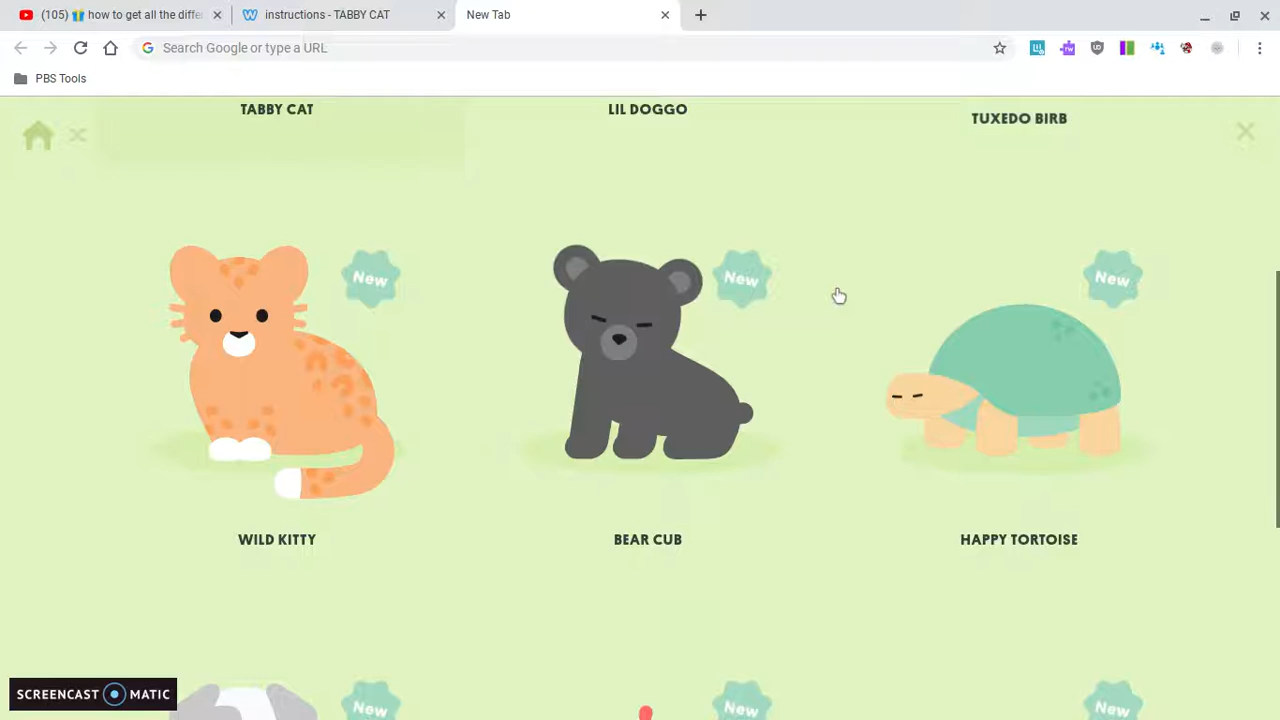 (105) 🎁 how to get all the differe
instructions - TABBY CAT
New Tab
Search Google or type a URL
PBS Tools
TABBY CAT
LIL DOGGO
TUXEDO BIRB
New
New
New
WILD KITTY
BEAR CUB
HAPPY TORTOISE
New
New
New
SCREENCAST MATIC